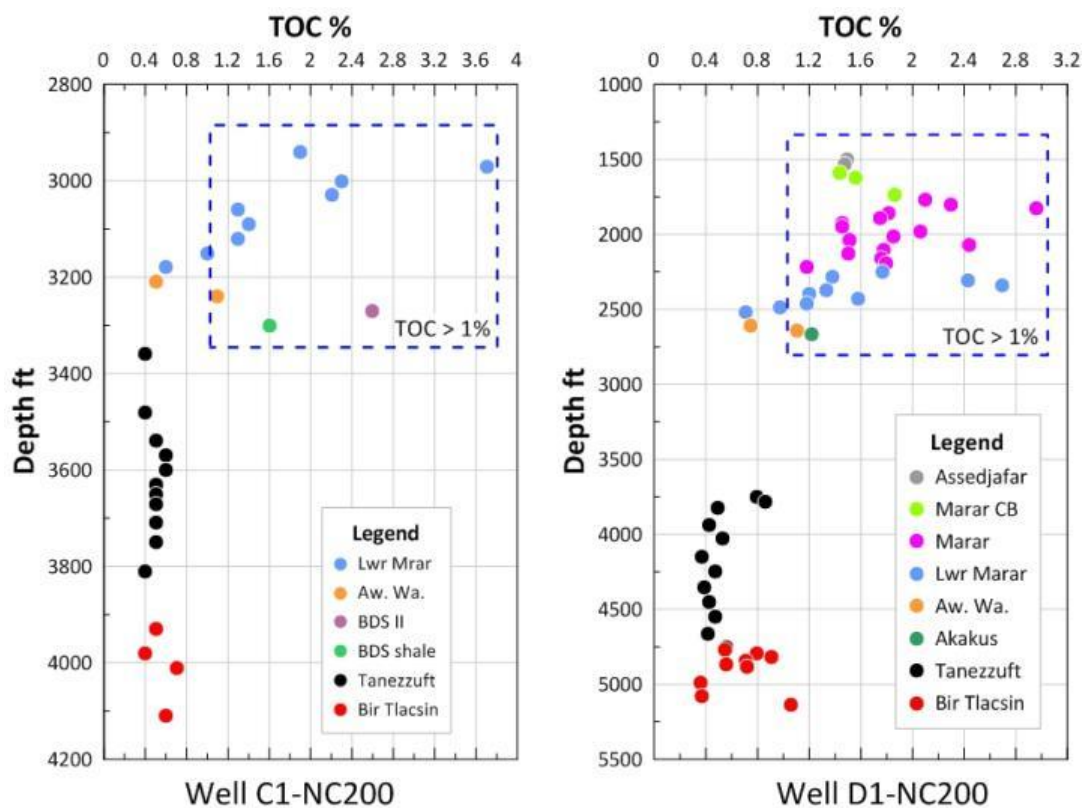 TOC %
0 0.4 0.8 1.2 1.6 2 2.4 2.8 3.2 3.6 4
2800
3000
3200
3400
3600
3800
4000
4200
Depth ft
TOC > 1%
Legend
Lwr Mrar
Aw. Wa.
BDS II
BDS shale
Tanezzuft
Bir Tlacsin
Well C1-NC200
TOC %
0 0.4 0.8 1.2 1.6 2 2.4 2.8 3.2
1000
1500
2000
2500
3000
3500
4000
4500
5000
5500
Depth ft
TOC > 1%
Legend
Assedjafar
Marar CB
Marar
Lwr Marar
Aw. Wa.
Akakus
Tanezzuft
Bir Tlacsin
Well D1-NC200